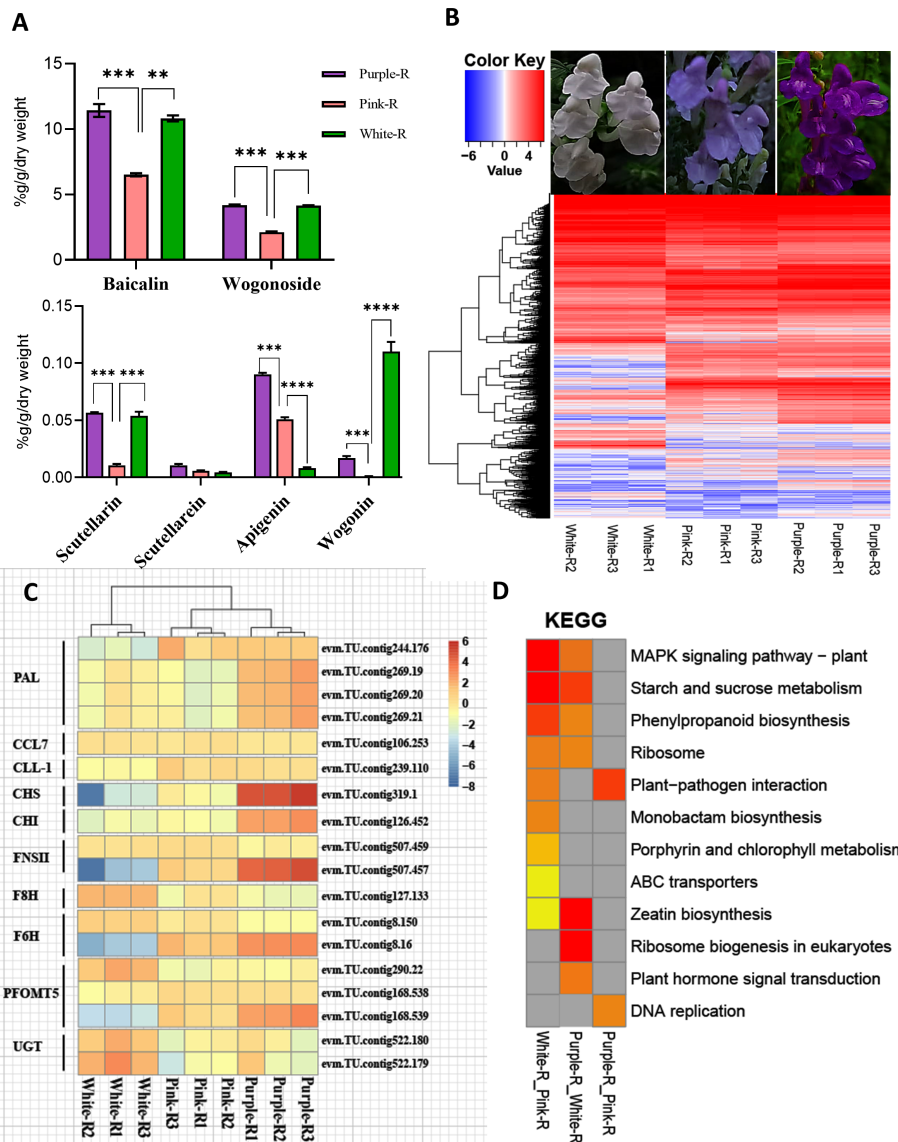 A
15
10
5
0
%g/g/dry weight
*** **
*** ***
Purple-R
Pink-R
White-R
Baicalin Wogonoside
0.15
0.10
0.05
0.00
%g/g/dry weight
*** ***
*** ****
*** ****
Scutellarin Scutellarein Apigenin Wogonin
B
Color Key
−6 0 4
Value
White-R2 White-R3 White-R1 Pink-R2 Pink-R1 Pink-R3 Purple-R2 Purple-R1 Purple-R3
C
6
4
2
0
−2
−4
−6
−8
PAL
evm.TU.contig244.176
evm.TU.contig269.19
evm.TU.contig269.20
evm.TU.contig269.21
CCL7 evm.TU.contig106.253
CLL-1 evm.TU.contig239.110
CHS evm.TU.contig319.1
CHI evm.TU.contig126.452
FNSII
evm.TU.contig507.459
evm.TU.contig507.457
F8H evm.TU.contig127.133
F6H
evm.TU.contig8.150
evm.TU.contig8.16
PFOMT5
evm.TU.contig290.22
evm.TU.contig168.538
evm.TU.contig168.539
UGT
evm.TU.contig522.180
evm.TU.contig522.179
White-R2 White-R1 White-R3 Pink-R3 Pink-R1 Pink-R2 Purple-R1 Purple-R2 Purple-R3
D
KEGG
MAPK signaling pathway − plant
Starch and sucrose metabolism
Phenylpropanoid biosynthesis
Ribosome
Plant−pathogen interaction
Monobactam biosynthesis
Porphyrin and chlorophyll metabolism
ABC transporters
Zeatin biosynthesis
Ribosome biogenesis in eukaryotes
Plant hormone signal transduction
DNA replication
White-R_Pink-R Purple-R_White-R Purple-R_Pink-R